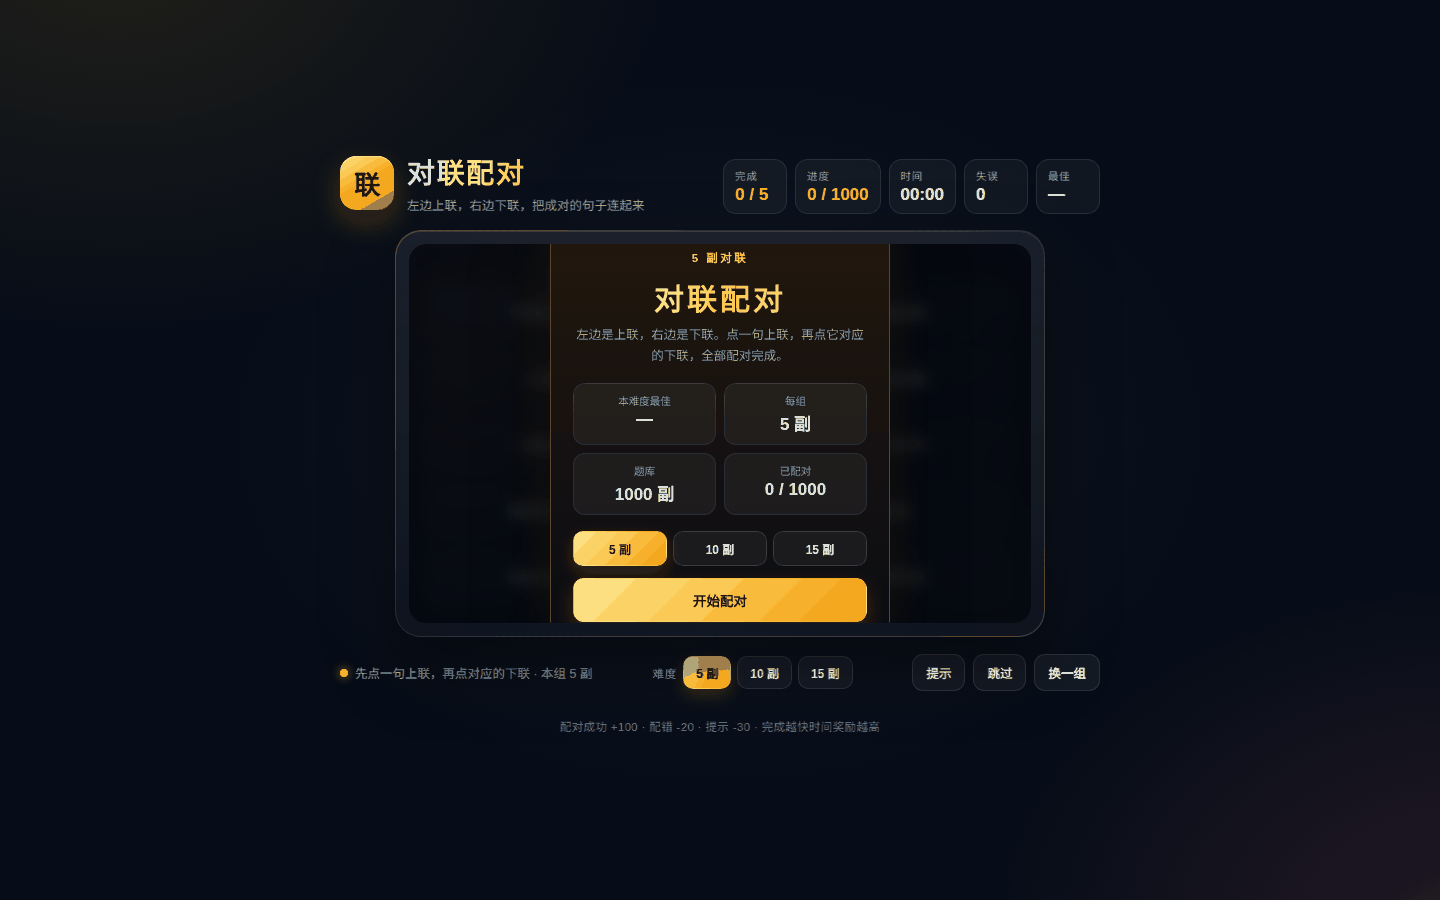 联
对联配对
左边上联，右边下联，把成对的句子连起来
完成
0 / 5
进度
0 / 1000
时间
00:00
失误
0
最佳
—
5 副对联
对联配对
左边是上联，右边是下联。点一句上联，再点它对应
的下联，全部配对完成。
本难度最佳
—
每组
5 副
题库
1000 副
已配对
0 / 1000
5 副
10 副
15 副
开始配对
先点一句上联，再点对应的下联 · 本组 5 副
难度
5 副
10 副
15 副
提示
跳过
换一组
配对成功 +100 · 配错 -20 · 提示 -30 · 完成越快时间奖励越高